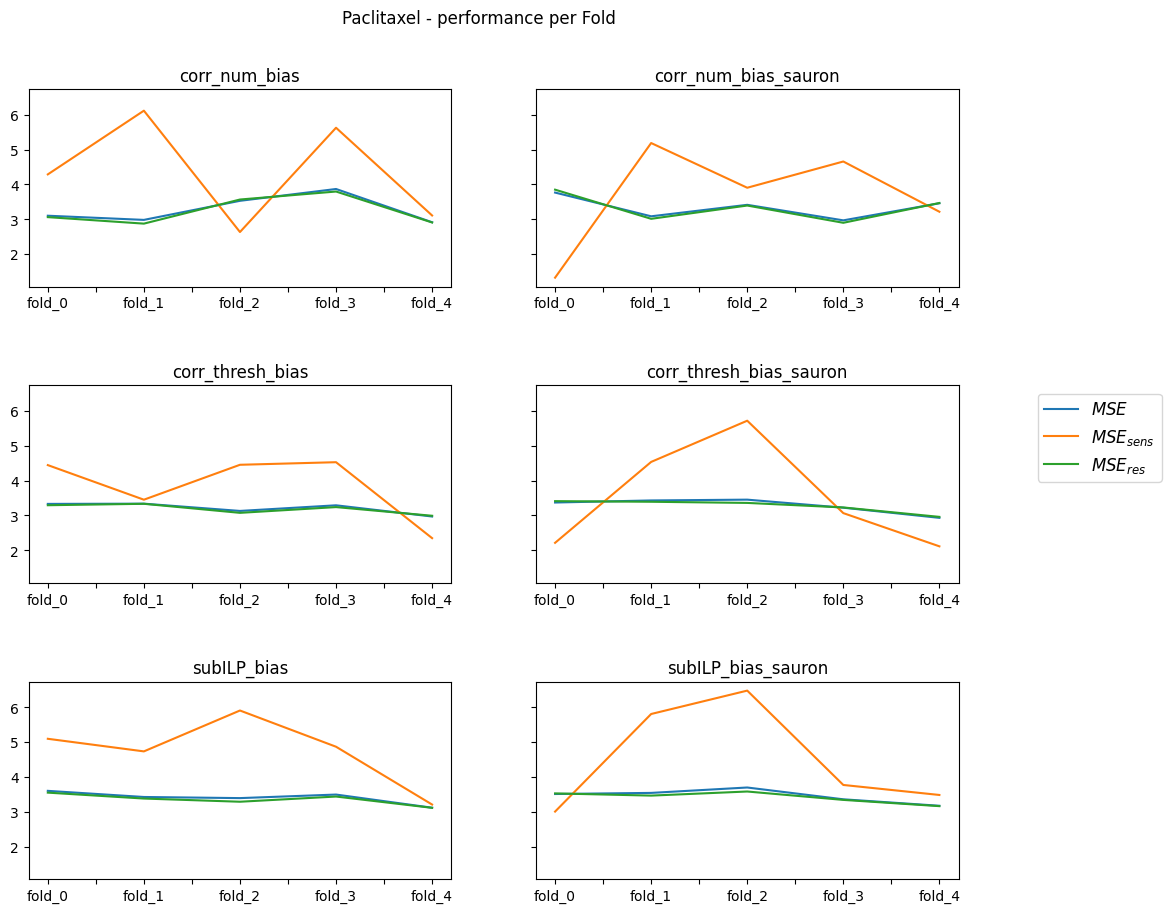 Paclitaxel - performance per Fold
corr_num_bias
6
5
4
3
2
fold_0 fold_1 fold_2 fold_3 fold_4
corr_num_bias_sauron
fold_0 fold_1 fold_2 fold_3 fold_4
corr_thresh_bias
6
5
4
3
2
fold_0 fold_1 fold_2 fold_3 fold_4
corr_thresh_bias_sauron
fold_0 fold_1 fold_2 fold_3 fold_4
MSE
MSE_sens
MSE_res
subILP_bias
6
5
4
3
2
fold_0 fold_1 fold_2 fold_3 fold_4
subILP_bias_sauron
fold_0 fold_1 fold_2 fold_3 fold_4